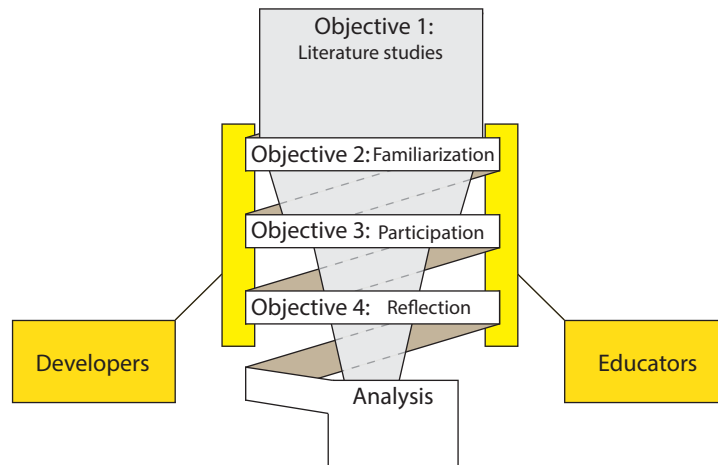 Objective 1:
Literature studies
Objective 2: Familiarization
Objective 3: Participation
Objective 4: Reflection
Developers
Educators
Analysis